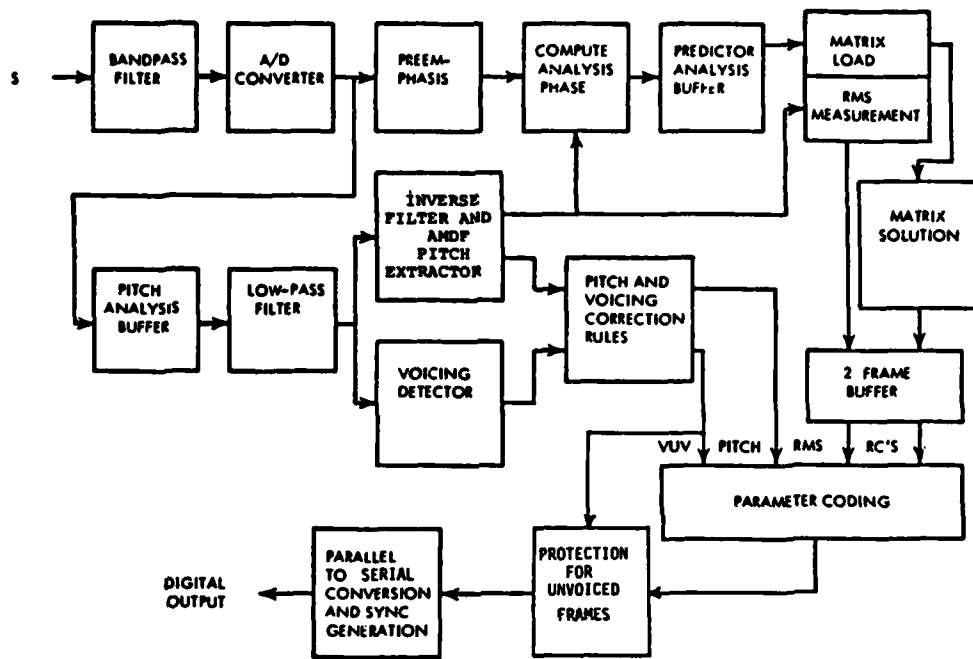 S
BANDPASS
FILTER
A/D
CONVERTER
PREEM-
PHASIS
COMPUTE
ANALYSIS
PHASE
PREDICTOR
ANALYSIS
BUFFER
MATRIX
LOAD
RMS
MEASUREMENT
MATRIX
SOLUTION
INVERSE
FILTER AND
AMDF
PITCH
EXTRACTOR
PITCH
ANALYSIS
BUFFER
LOW-PASS
FILTER
VOICING
DETECTOR
PITCH AND
VOICING
CORRECTION
RULES
2 FRAME
BUFFER
VUV PITCH RMS RC'S
PARAMETER CODING
PROTECTION
FOR
UNVOICED
FRAMES
PARALLEL
TO SERIAL
CONVERSION
AND SYNC
GENERATION
DIGITAL
OUTPUT